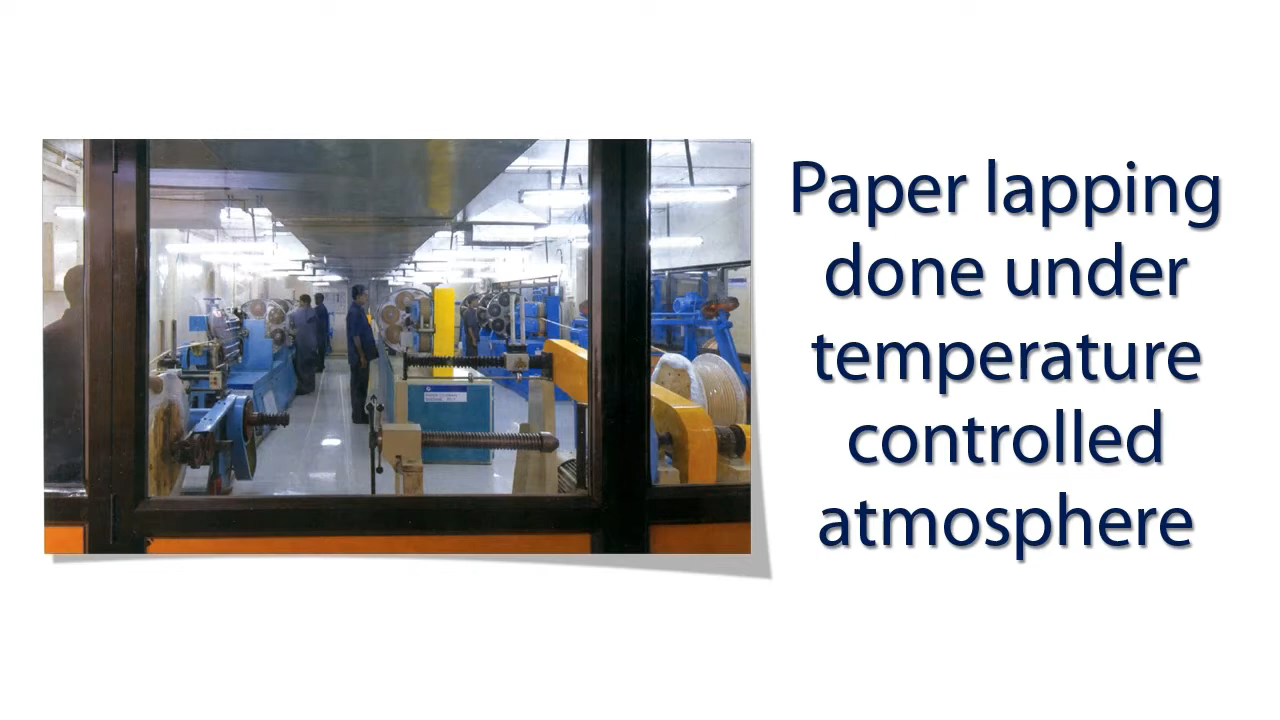 Paper lapping
done under
temperature
controlled
atmosphere